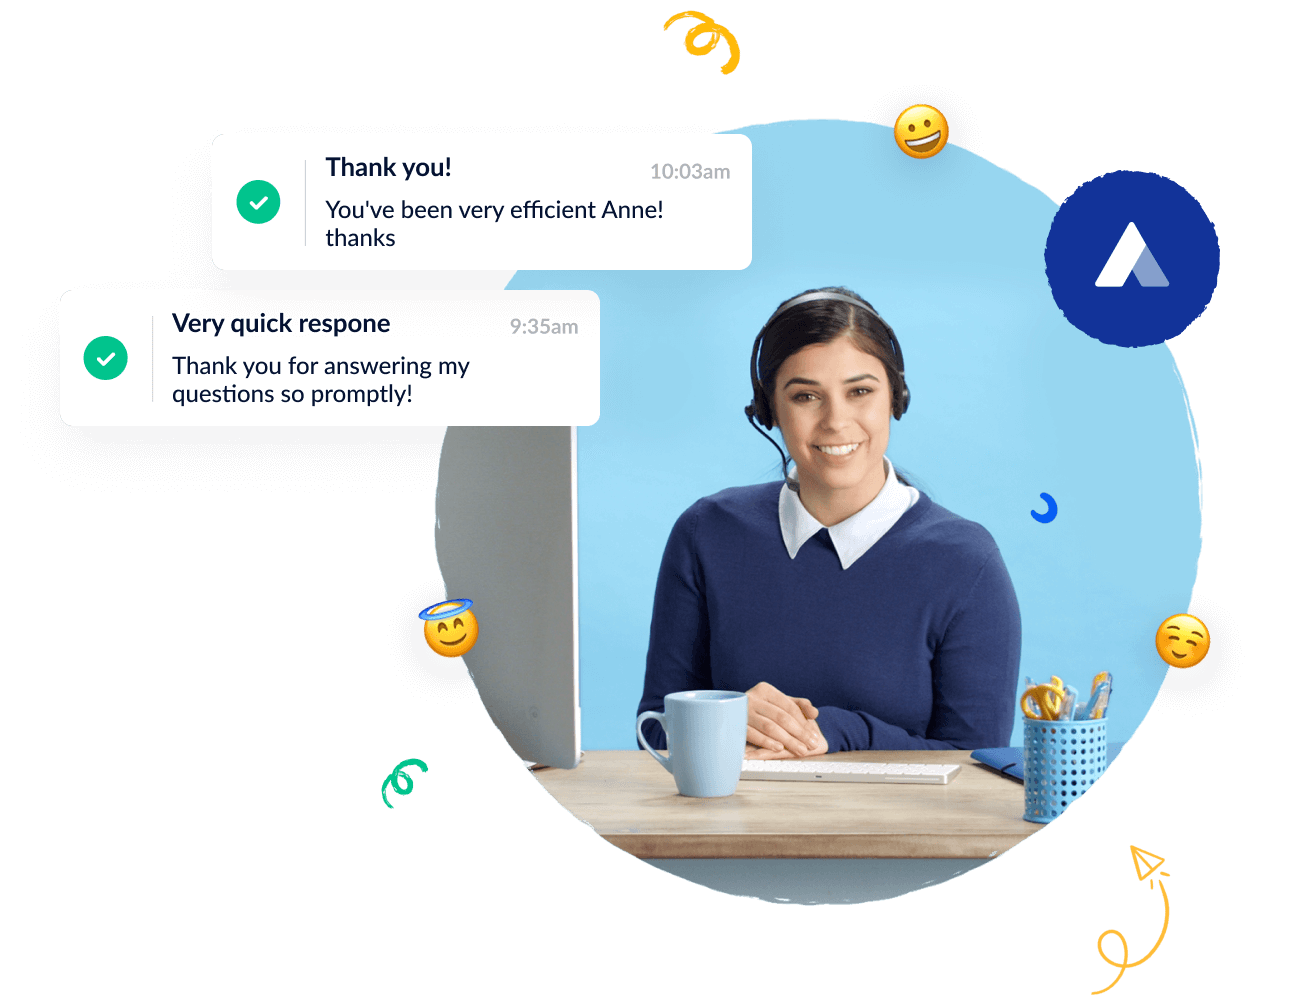 Thank you!
10:03am
You've been very efficient Anne!
thanks
Very quick respone
9:35am
Thank you for answering my
questions so promptly!